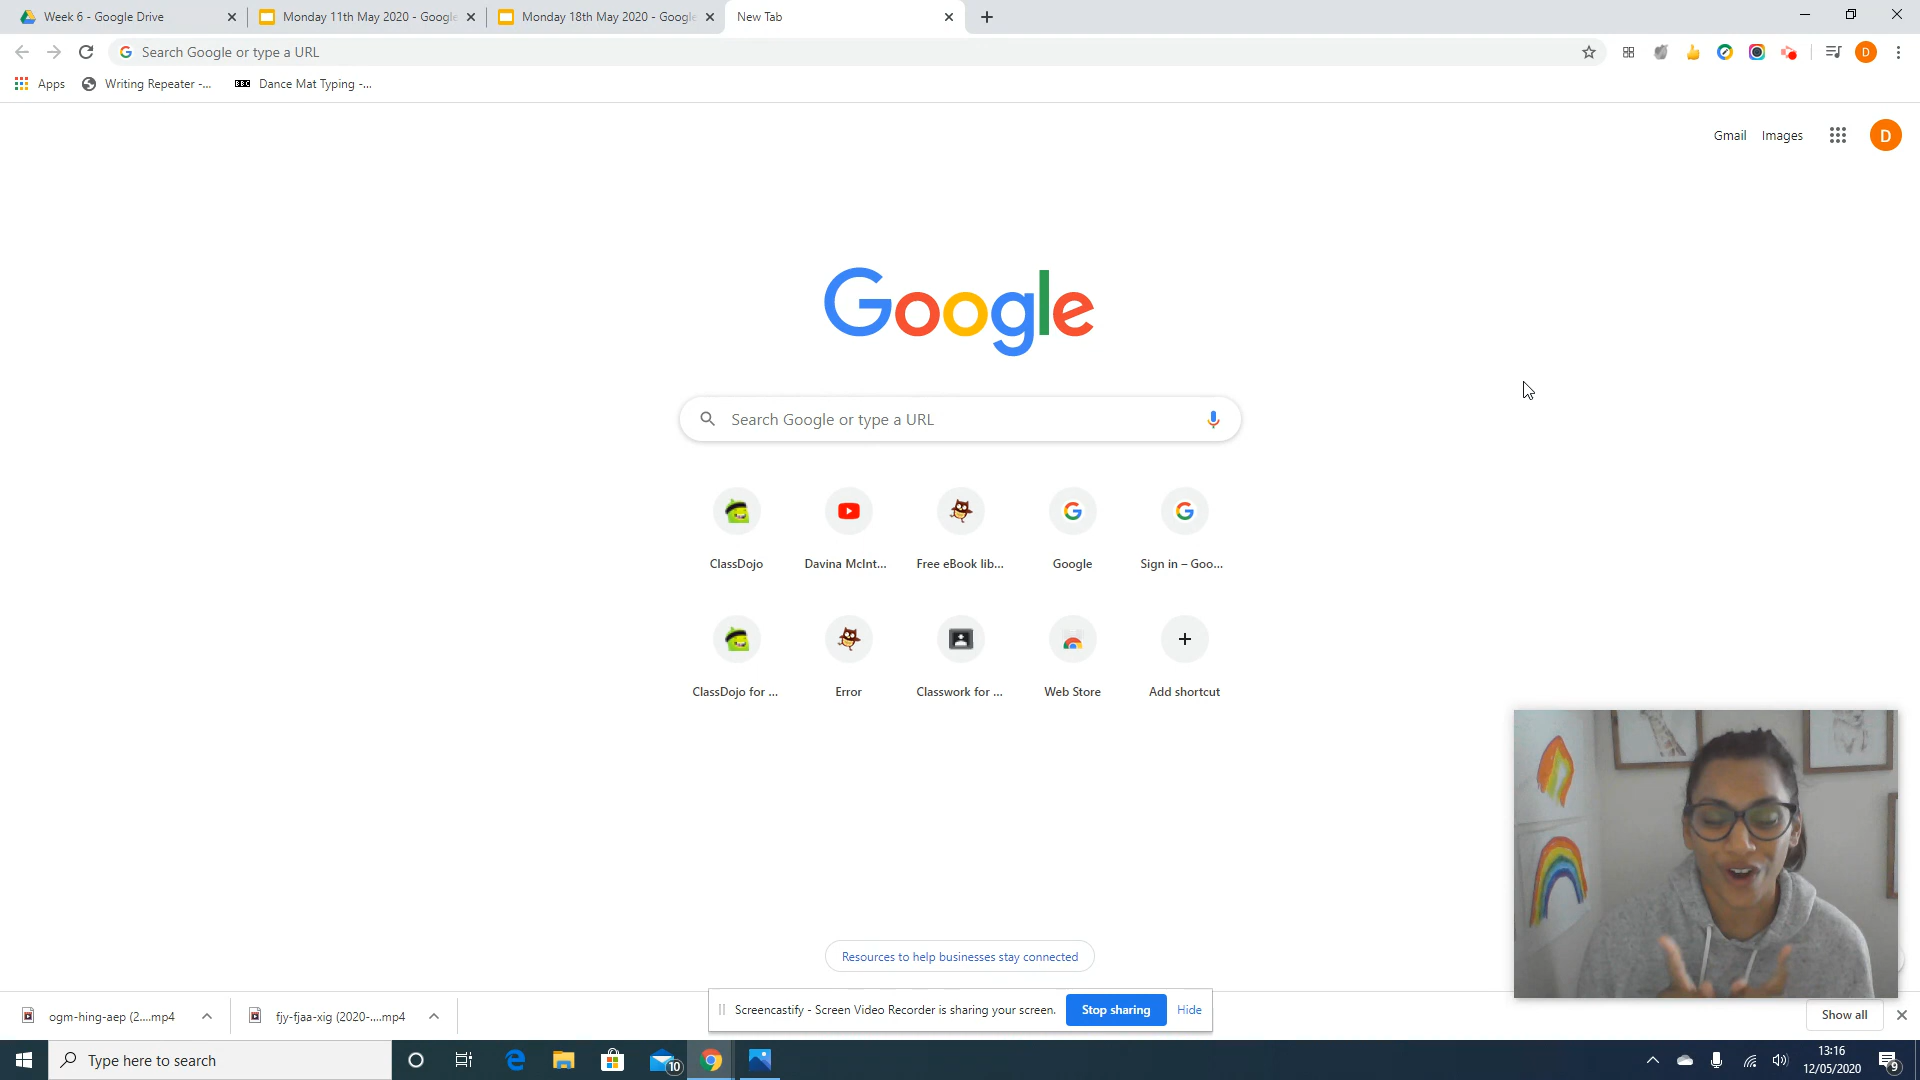 Week 6 - Google Drive
Monday 11th May 2020 - Google
Monday 18th May 2020 - Google
New Tab
Search Google or type a URL
Apps
Writing Repeater -...
BBC
Dance Mat Typing -...
D
Gmail
Images
D
Google
Search Google or type a URL
ClassDojo
Davina McInt...
Free eBook lib...
Google
Sign in – Goo...
ClassDojo for ...
Error
Classwork for ...
Web Store
Add shortcut
Resources to help businesses stay connected
ogm-hing-aep (2....mp4
fjy-fjaa-xig (2020-....mp4
Screencastify - Screen Video Recorder is sharing your screen.
Stop sharing
Hide
Show all
Type here to search
10
13:16
12/05/2020
9